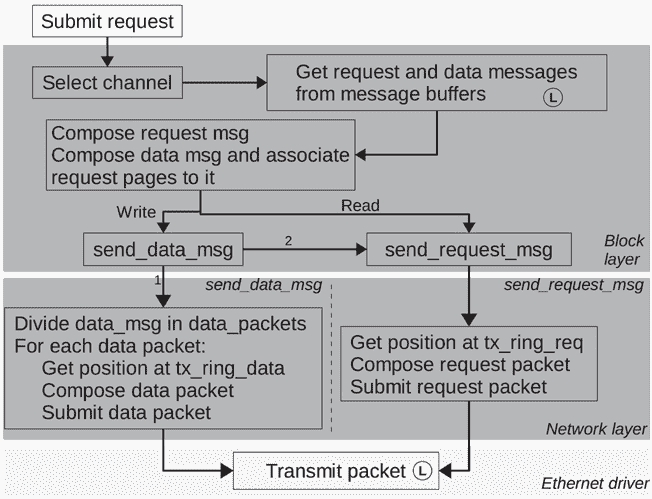 Submit request
Select channel
Get request and data messages
from message buffers L
Compose request msg
Compose data msg and associate
request pages to it
Write
Read
send_data_msg
2
send_request_msg
Block
layer
1
send_data_msg
send_request_msg
Divide data_msg in data_packets
For each data packet:
Get position at tx_ring_data
Compose data packet
Submit data packet
Get position at tx_ring_req
Compose request packet
Submit request packet
Network layer
Transmit packet L
Ethernet driver